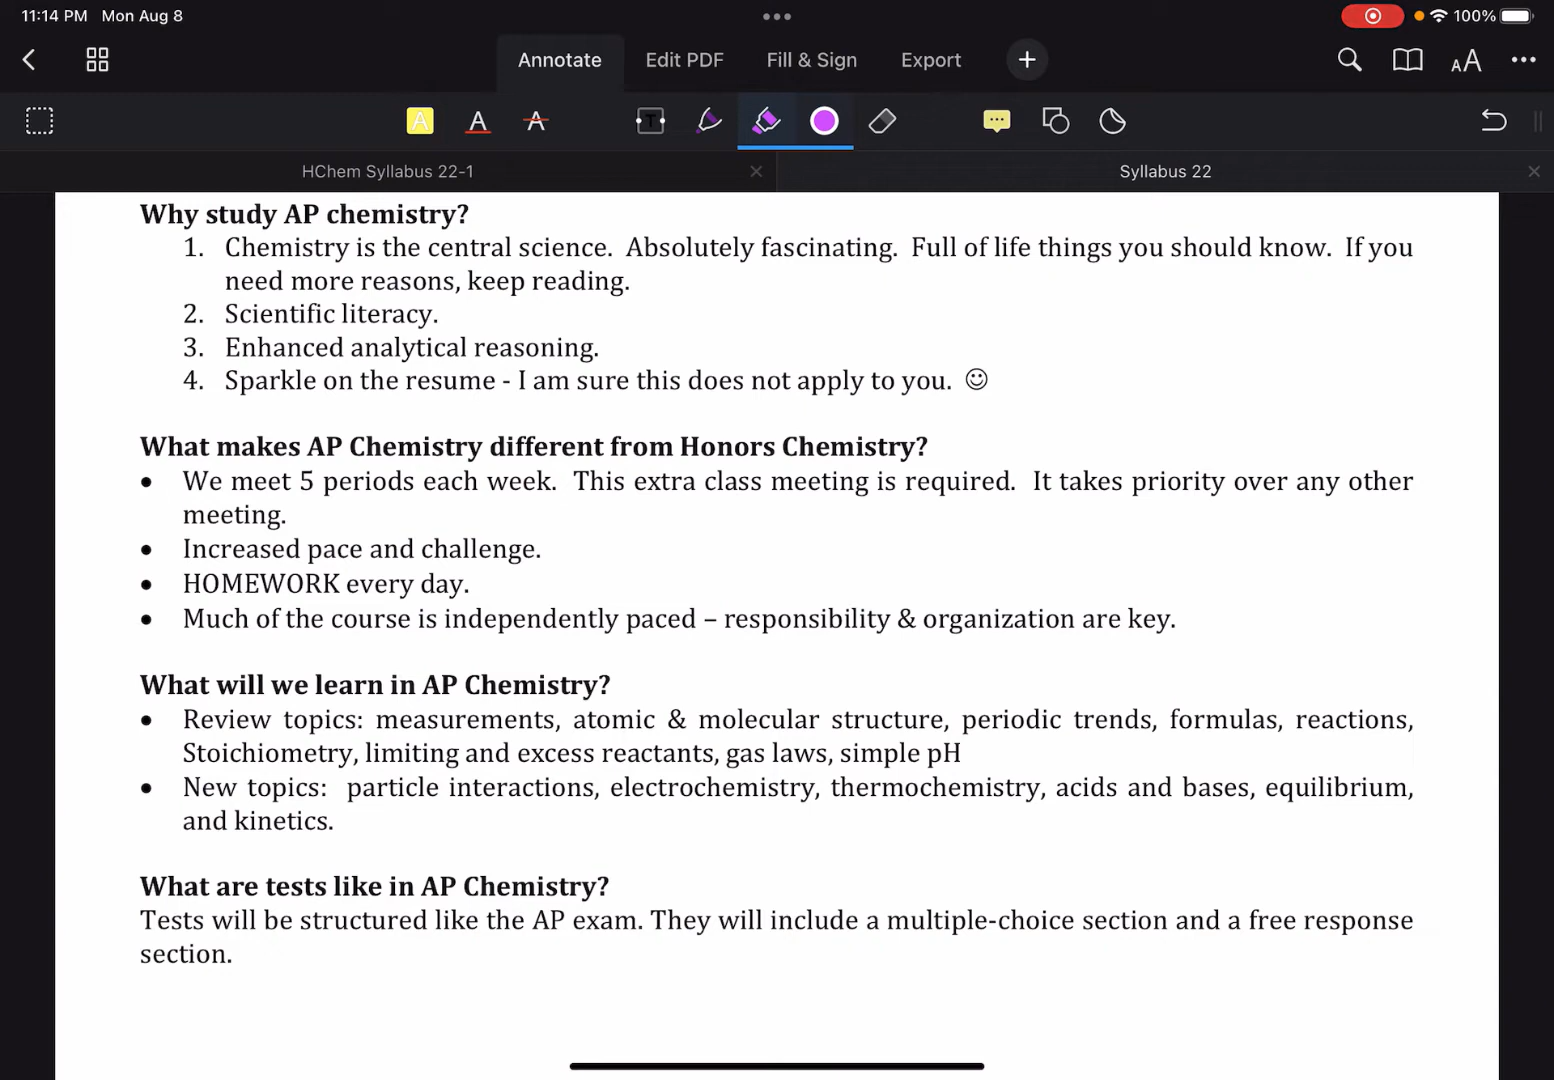 11:14 PM Mon Aug 8
100%
Annotate Edit PDF Fill & Sign Export
AA
A A A T
HChem Syllabus 22-1 Syllabus 22
Why study AP chemistry?
1. Chemistry is the central science. Absolutely fascinating. Full of life things you should know. If you
need more reasons, keep reading.
2. Scientific literacy.
3. Enhanced analytical reasoning.
4. Sparkle on the resume - I am sure this does not apply to you. ☺
What makes AP Chemistry different from Honors Chemistry?
• We meet 5 periods each week. This extra class meeting is required. It takes priority over any other
meeting.
• Increased pace and challenge.
• HOMEWORK every day.
• Much of the course is independently paced – responsibility & organization are key.
What will we learn in AP Chemistry?
• Review topics: measurements, atomic & molecular structure, periodic trends, formulas, reactions,
Stoichiometry, limiting and excess reactants, gas laws, simple pH
• New topics: particle interactions, electrochemistry, thermochemistry, acids and bases, equilibrium,
and kinetics.
What are tests like in AP Chemistry?
Tests will be structured like the AP exam. They will include a multiple-choice section and a free response
section.